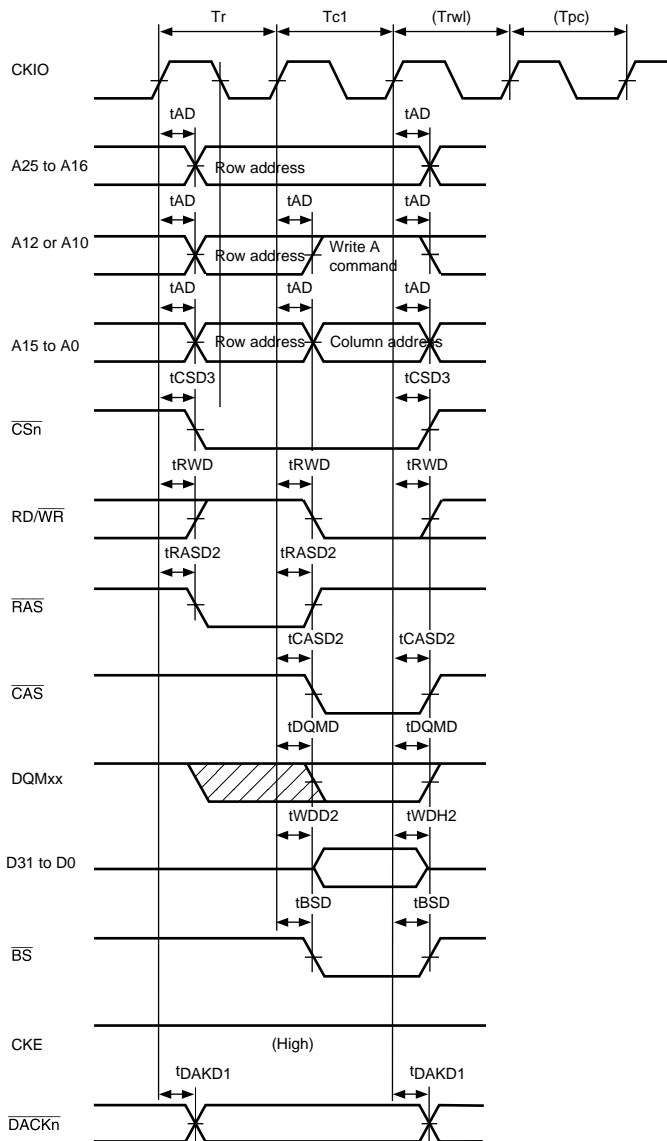 Tr Tc1 (Trwl) (Tpc)
CKIO
tAD tAD
A25 to A16 Row address
tAD tAD tAD
A12 or A10 Row address Write A
command
tAD tAD tAD
A15 to A0 Row address Column address
tCSD3 tCSD3
CSn
tRWD tRWD tRWD
RD/WR
tRASD2 tRASD2
RAS
tCASD2 tCASD2
CAS
tDQMD tDQMD
DQMxx
tWDD2 tWDH2
D31 to D0
tBSD tBSD
BS
CKE (High)
tDAKD1 tDAKD1
DACKn